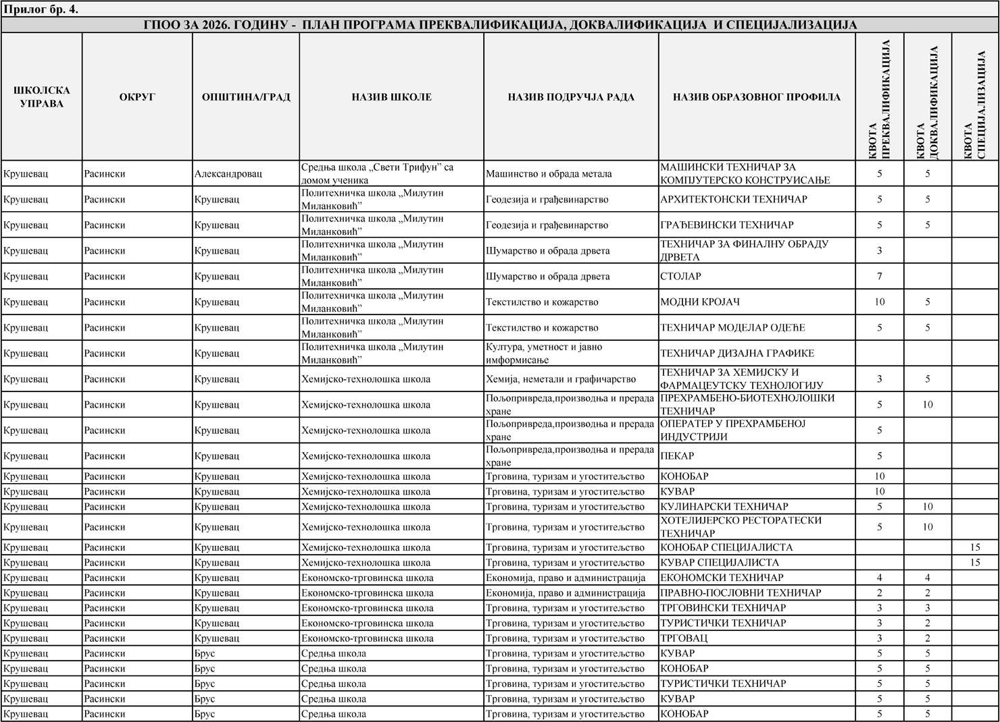 Прилог бр. 4.
ГПОО ЗА 2026. ГОДИНУ - ПЛАН ПРОГРАМА ПРЕКВАЛИФИКАЦИЈА, ДОКВАЛИФИКАЦИЈА И СПЕЦИЈАЛИЗАЦИЈА
ШКОЛСКА УПРАВА ОКРУГ ОПШТИНА/ГРАД НАЗИВ ШКОЛЕ НАЗИВ ПОДРУЧЈА РАДА НАЗИВ ОБРАЗОВНОГ ПРОФИЛА КВОТА ПРЕКВАЛИФИКАЦИЈА КВОТА ДОКВАЛИФИКАЦИЈА КВОТА СПЕЦИЈАЛИЗАЦИЈА
Крушевац Расински Александровац Средња школа „Свети Трифун” са домом ученика Машинство и обрада метала МАШИНСКИ ТЕХНИЧАР ЗА КОМПЈУТЕРСКО КОНСТРУИСАЊЕ 5 5
Крушевац Расински Крушевац Политехничка школа „Милутин Миланковић” Геодезија и грађевинарство АРХИТЕКТОНСКИ ТЕХНИЧАР 5 5
Крушевац Расински Крушевац Политехничка школа „Милутин Миланковић” Геодезија и грађевинарство ГРАЂЕВИНСКИ ТЕХНИЧАР 5 5
Крушевац Расински Крушевац Политехничка школа „Милутин Миланковић” Шумарство и обрада дрвета ТЕХНИЧАР ЗА ФИНАЛНУ ОБРАДУ ДРВЕТА 3
Крушевац Расински Крушевац Политехничка школа „Милутин Миланковић” Шумарство и обрада дрвета СТОЛАР 7
Крушевац Расински Крушевац Политехничка школа „Милутин Миланковић” Текстилство и кожарство МОДНИ КРОЈАЧ 10 5
Крушевац Расински Крушевац Политехничка школа „Милутин Миланковић” Текстилство и кожарство ТЕХНИЧАР МОДЕЛАР ОДЕЋЕ 5 5
Крушевац Расински Крушевац Политехничка школа „Милутин Миланковић” Култура, уметност и јавно имформисање ТЕХНИЧАР ДИЗАЈНА ГРАФИКЕ
Крушевац Расински Крушевац Хемијско-технолошка школа Хемија, неметали и графичарство ТЕХНИЧАР ЗА ХЕМИЈСКУ И ФАРМАЦЕУТСКУ ТЕХНОЛОГИЈУ 3 5
Крушевац Расински Крушевац Хемијско-технолошка школа Пољопривреда,производња и прерада хране ПРЕХРАМБЕНО-БИОТЕХНОЛОШКИ ТЕХНИЧАР 5 10
Крушевац Расински Крушевац Хемијско-технолошка школа Пољопривреда,производња и прерада хране ОПЕРАТЕР У ПРЕХРАМБЕНОЈ ИНДУСТРИЈИ 5
Крушевац Расински Крушевац Хемијско-технолошка школа Пољопривреда,производња и прерада хране ПЕКАР 5
Крушевац Расински Крушевац Хемијско-технолошка школа Трговина, туризам и угоститељство КОНОБАР 10
Крушевац Расински Крушевац Хемијско-технолошка школа Трговина, туризам и угоститељство КУВАР 10
Крушевац Расински Крушевац Хемијско-технолошка школа Трговина, туризам и угоститељство КУЛИНАРСКИ ТЕХНИЧАР 5 10
Крушевац Расински Крушевац Хемијско-технолошка школа Трговина, туризам и угоститељство ХОТЕЛИЈЕРСКО РЕСТОРАТЕСКИ ТЕХНИЧАР 5 10
Крушевац Расински Крушевац Хемијско-технолошка школа Трговина, туризам и угоститељство КОНОБАР СПЕЦИЈАЛИСТА 15
Крушевац Расински Крушевац Хемијско-технолошка школа Трговина, туризам и угоститељство КУВАР СПЕЦИЈАЛИСТА 15
Крушевац Расински Крушевац Економско-трговинска школа Економија, право и администрација ЕКОНОМСКИ ТЕХНИЧАР 4 4
Крушевац Расински Крушевац Економско-трговинска школа Економија, право и администрација ПРАВНО-ПОСЛОВНИ ТЕХНИЧАР 2 2
Крушевац Расински Крушевац Економско-трговинска школа Трговина, туризам и угоститељство ТРГОВИНСКИ ТЕХНИЧАР 3 3
Крушевац Расински Крушевац Економско-трговинска школа Трговина, туризам и угоститељство ТУРИСТИЧКИ ТЕХНИЧАР 3 2
Крушевац Расински Крушевац Економско-трговинска школа Трговина, туризам и угоститељство ТРГОВАЦ 3 2
Крушевац Расински Брус Средња школа Трговина, туризам и угоститељство КУВАР 5 5
Крушевац Расински Брус Средња школа Трговина, туризам и угоститељство КОНОБАР 5 5
Крушевац Расински Брус Средња школа Трговина, туризам и угоститељство ТУРИСТИЧКИ ТЕХНИЧАР 5 5
Крушевац Расински Брус Средња школа Трговина, туризам и угоститељство КУВАР 5 5
Крушевац Расински Брус Средња школа Трговина, туризам и угоститељство КОНОБАР 5 5